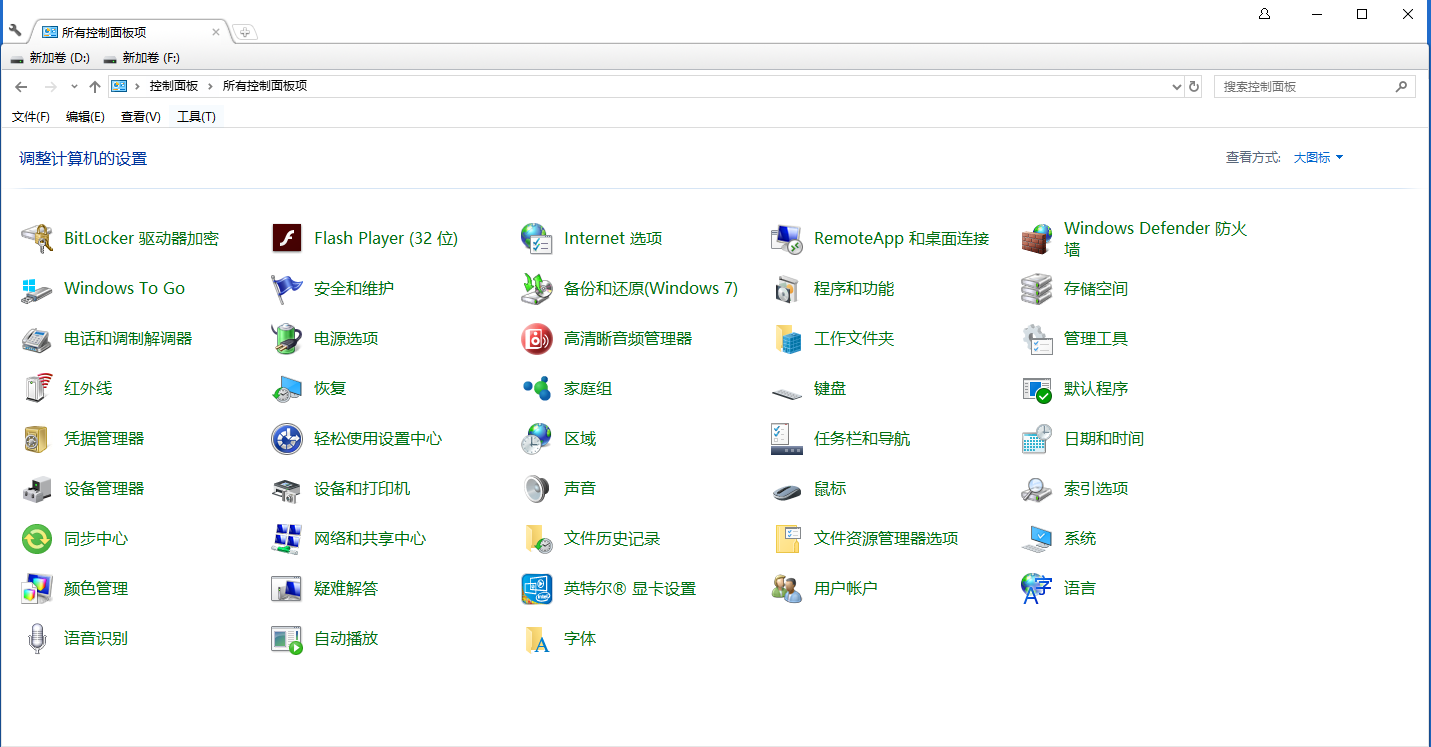 所有控制面板项
新加卷 (D:) 新加卷 (F:)
控制面板 所有控制面板项 搜索控制面板
文件(F) 编辑(E) 查看(V) 工具(T)
调整计算机的设置 查看方式: 大图标
BitLocker 驱动器加密 Flash Player (32 位) Internet 选项 RemoteApp 和桌面连接 Windows Defender 防火
墙
Windows To Go 安全和维护 备份和还原(Windows 7) 程序和功能 存储空间
电话和调制解调器 电源选项 高清晰音频管理器 工作文件夹 管理工具
红外线 恢复 家庭组 键盘 默认程序
凭据管理器 轻松使用设置中心 区域 任务栏和导航 日期和时间
设备管理器 设备和打印机 声音 鼠标 索引选项
同步中心 网络和共享中心 文件历史记录 文件资源管理器选项 系统
颜色管理 疑难解答 英特尔® 显卡设置 用户帐户 语言
语音识别 自动播放 字体